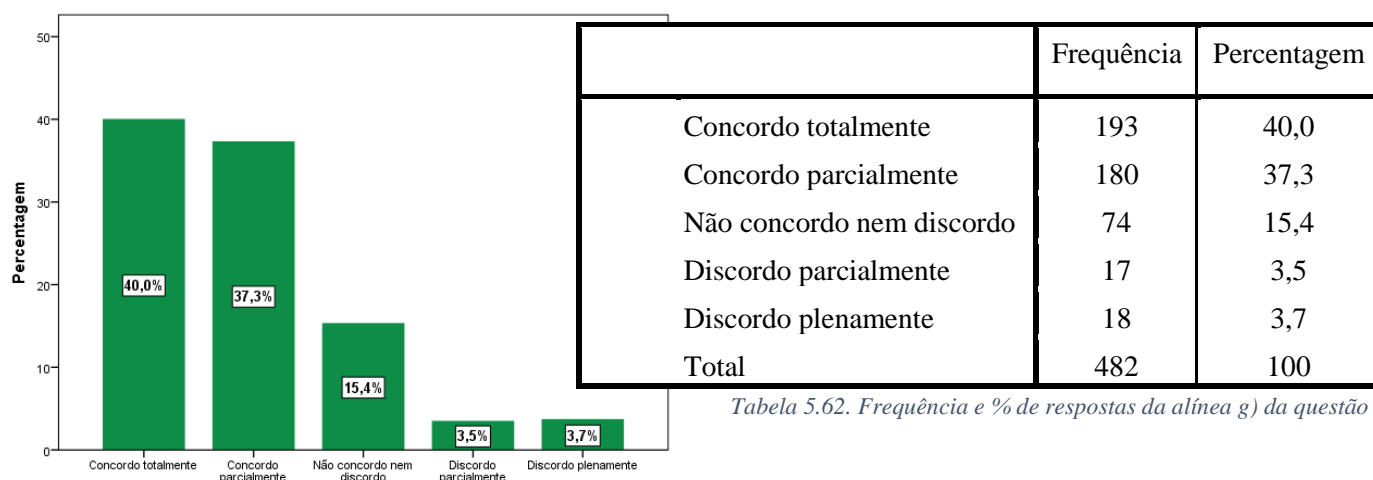 50
40
30
20
10
0
Percentagem
40,0%
37,3%
15,4%
3,5%
3,7%
Concordo totalmente
Concordo
parcialmente
Não concordo nem
discordo
Discordo
parcialmente
Discordo plenamente
Frequência Percentagem
Concordo totalmente 193 40,0
Concordo parcialmente 180 37,3
Não concordo nem discordo 74 15,4
Discordo parcialmente 17 3,5
Discordo plenamente 18 3,7
Total 482 100
Tabela 5.62. Frequência e % de respostas da alínea g) da questão